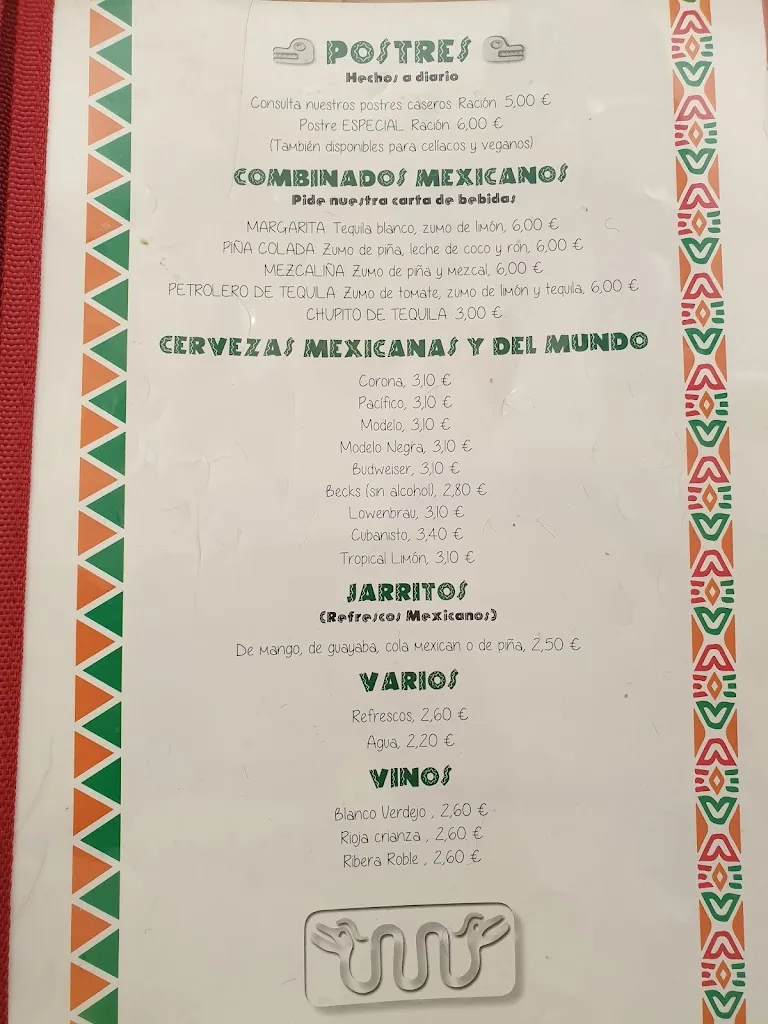 POSTRES
Hechos a diario
Consulta nuestros postres caseros Ración 5,00 €
Postre ESPECIAL Ración 6,00 €
(También disponibles para celíacos y veganos)
COMBINADOS MEXICANOS
Pide nuestra carta de bebidas
MARGARITA Tequila blanco, zumo de limón, 6,00 €
PIÑA COLADA Zumo de piña, leche de coco y rón, 6,00 €
MEZCALIÑA Zumo de piña y mezcal, 6,00 €
PETROLERO DE TEQUILA Zumo de tomate, zumo de limón y tequila, 6,00 €
CHUPITO DE TEQUILA 3,00 €
CERVEZAS MEXICANAS Y DEL MUNDO
Corona, 3,10 €
Pacífico, 3,10 €
Modelo, 3,10 €
Modelo Negra, 3,10 €
Budweiser, 3,10 €
Becks (sin alcohol), 2,80 €
Lowenbrau, 3,10 €
Cubanisto, 3,40 €
Tropical Limón, 3,10 €
JARRITOS
(Refrescos Mexicanos)
De mango, de guayaba, cola mexican o de piña, 2,50 €
VARIOS
Refrescos, 2,60 €
Agua, 2,20 €
VINOS
Blanco Verdejo , 2,60 €
Rioja crianza , 2,60 €
Ribera Roble , 2,60 €